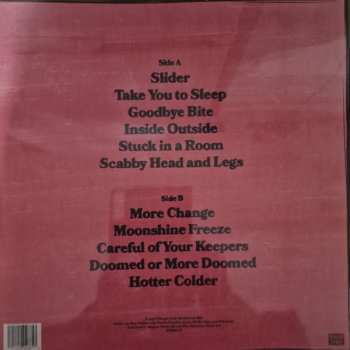 Side A
Slider
Take You to Sleep
Goodbye Bite
Inside Outside
Stuck in a Room
Scabby Head and Legs
Side B
More Change
Moonshine Freeze
Careful of Your Keepers
Doomed or More Doomed
Hotter Colder